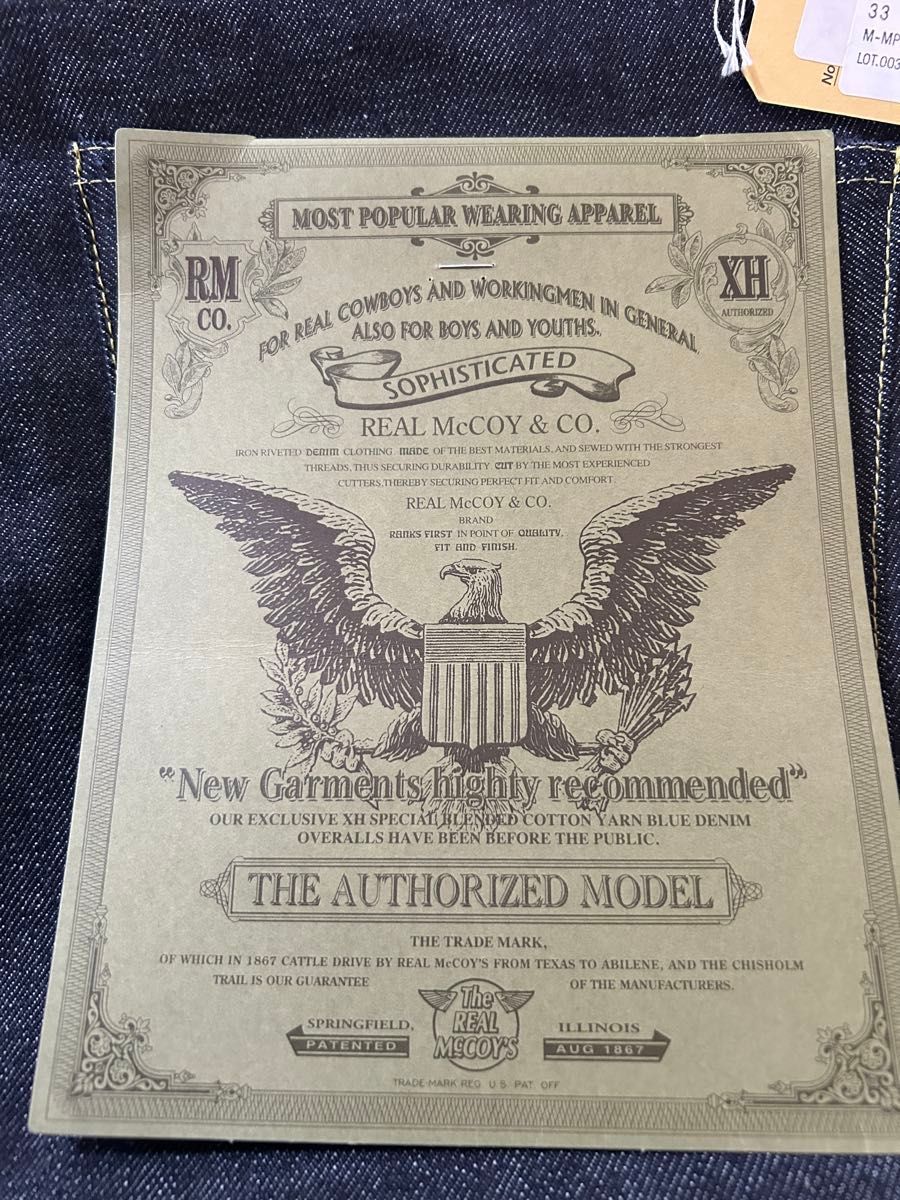 33
M-MP
LOT.003
No
MOST POPULAR WEARING APPAREL
RM
CO.
XH
AUTHORIZED
FOR REAL COWBOYS AND WORKINGMEN IN GENERAL
ALSO FOR BOYS AND YOUTHS.
SOPHISTICATED
REAL McCOY & CO.
IRON RIVETED DENIM CLOTHING MADE OF THE BEST MATERIALS, AND SEWED WITH THE STRONGEST
THREADS, THUS SECURING DURABILITY CUT BY THE MOST EXPERIENCED
CUTTERS,THEREBY SECURING PERFECT FIT AND COMFORT.
REAL McCOY & CO.
BRAND
RANKS FIRST IN POINT OF QUALITY,
FIT AND FINISH.
“New Garments highty recommended”
OUR EXCLUSIVE XH SPECIAL BLENDED COTTON YARN BLUE DENIM
OVERALLS HAVE BEEN BEFORE THE PUBLIC.
THE AUTHORIZED MODEL
THE TRADE MARK,
OF WHICH IN 1867 CATTLE DRIVE BY REAL McCOY'S FROM TEXAS TO ABILENE, AND THE CHISHOLM
TRAIL IS OUR GUARANTEE OF THE MANUFACTURERS.
The
REAL
McCOY'S
SPRINGFIELD, ILLINOIS
PATENTED AUG 1867
TRADE-MARK REG U.S. PAT. OFF